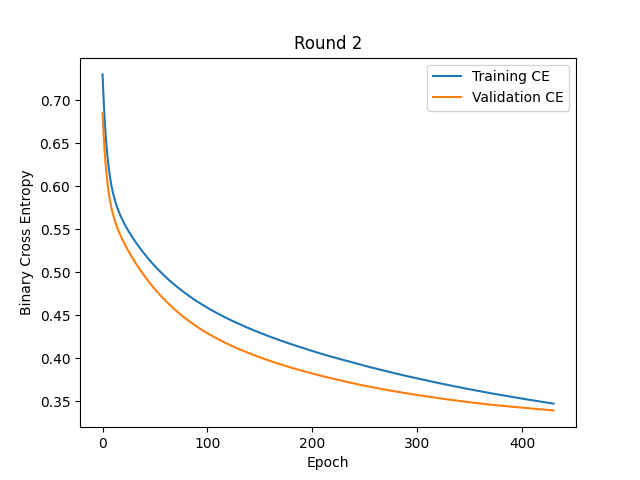 Round 2
Training CE
Validation CE
Binary Cross Entropy
0.70
0.65
0.60
0.55
0.50
0.45
0.40
0.35
0 100 200 300 400
Epoch